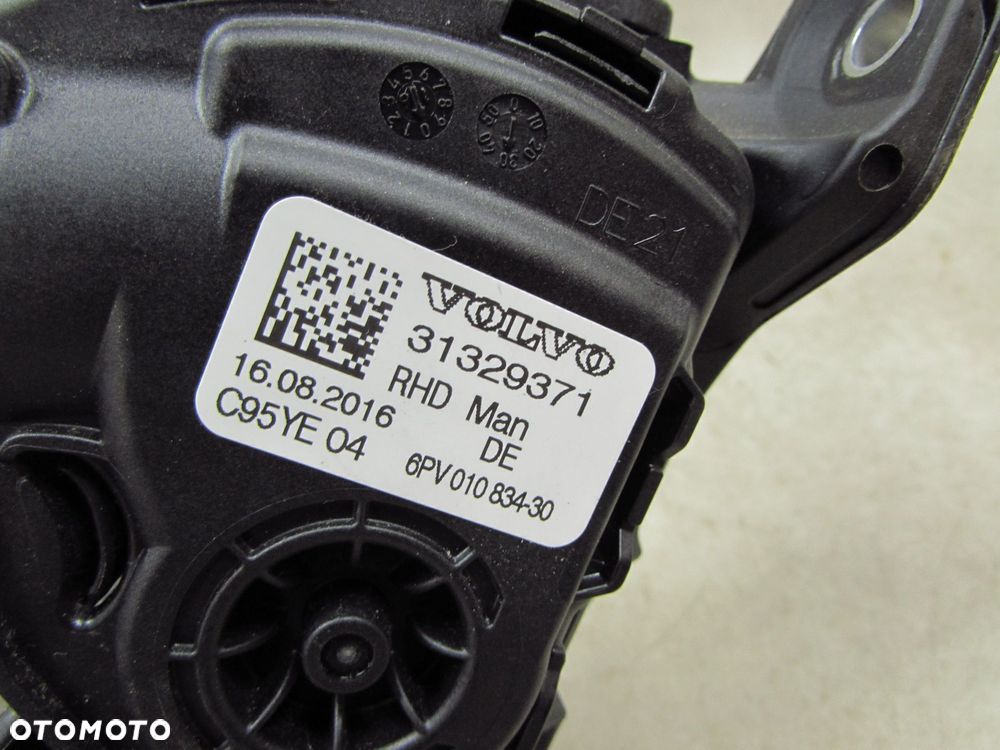 DE 21
VOLVO
31329371
RHD Man
DE
6PV 010 834-30
16.08.2016
C95YE 04
OTOMOTO